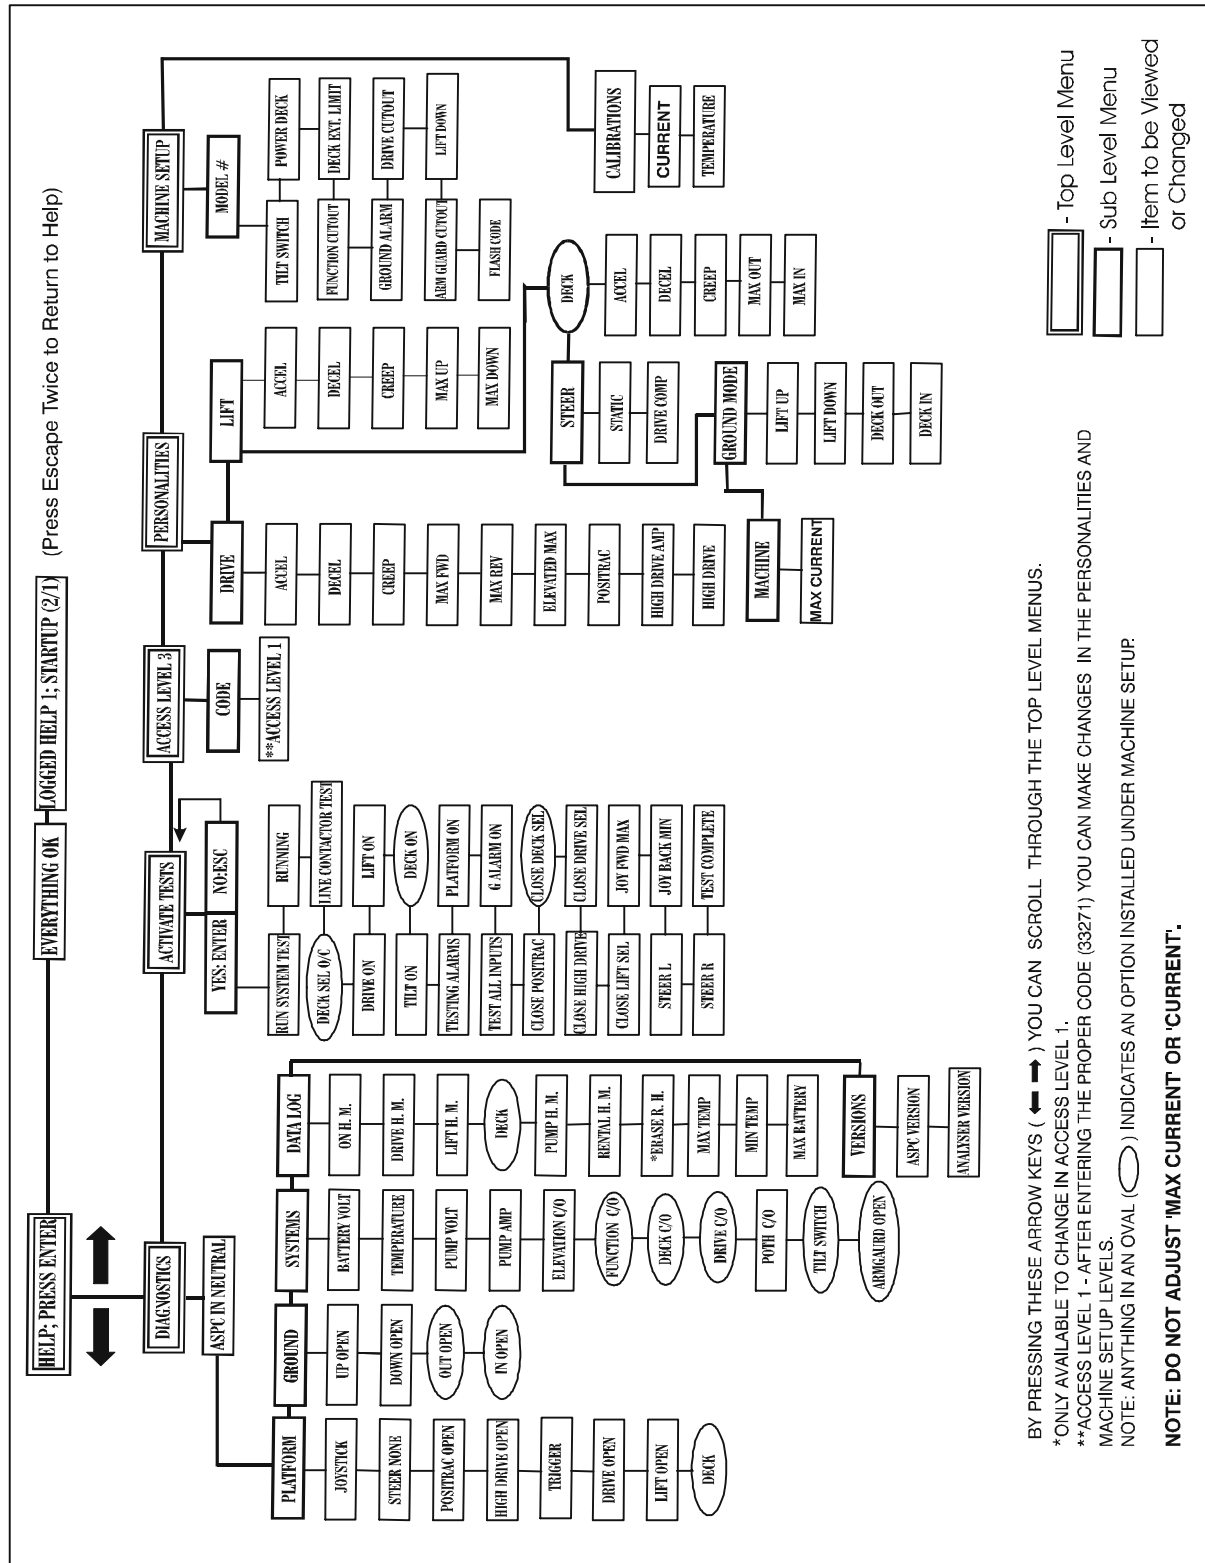 HELP; PRESS ENTER
EVERYTHING OK
LOGGED HELP 1; STARTUP (2/1)
(Press Escape Twice to Return to Help)
DIAGNOSTICS
ACTIVATE TESTS
ACCESS LEVEL 3
PERSONALITIES
MACHINE SETUP
ASPC IN NEUTRAL
PLATFORM
JOYSTICK
STEER NONE
POSITRAC OPEN
HIGH DRIVE OPEN
TRIGGER
DRIVE OPEN
LIFT OPEN
DECK
GROUND
UP OPEN
DOWN OPEN
OUT OPEN
IN OPEN
SYSTEMS
BATTERY VOLT
TEMPERATURE
PUMP VOLT
PUMP AMP
ELEVATION C/O
FUNCTION C/O
DECK C/O
DRIVE C/O
POTH C/O
TILT SWITCH
ARMGAURD OPEN
DATA LOG
ON H. M.
DRIVE H. M.
LIFT H. M.
DECK
PUMP H. M.
RENTAL H. M.
*ERASE R. H.
MAX TEMP
MIN TEMP
MAX BATTERY
VERSIONS
ASPC VERSION
ANALYSER VERSION
YES: ENTER
NO:ESC
RUN SYSTEM TEST
RUNNING
DECK SEL O/C
LINE CONTACTOR TEST
DRIVE ON
LIFT ON
TILT ON
DECK ON
TESTING ALARMS
PLATFORM ON
TEST ALL INPUTS
G ALARM ON
CLOSE POSITRAC
CLOSE DECK SEL
CLOSE HIGH DRIVE
CLOSE DRIVE SEL
CLOSE LIFT SEL
JOY FWD MAX
STEER L
JOY BACK MIN
STEER R
TEST COMPLETE
CODE
**ACCESS LEVEL 1
DRIVE
ACCEL
DECEL
CREEP
MAX FWD
MAX REV
ELEVATED MAX
POSITRAC
HIGH DRIVE AMP
HIGH DRIVE
LIFT
ACCEL
DECEL
CREEP
MAX UP
MAX DOWN
DECK
ACCEL
DECEL
CREEP
MAX OUT
MAX IN
STEER
STATIC
DRIVE COMP
GROUND MODE
LIFT UP
LIFT DOWN
DECK OUT
DECK IN
MACHINE
MAX CURRENT
MODEL #
TILT SWITCH
POWER DECK
FUNCTION CUTOUT
DECK EXT. LIMIT
GROUND ALARM
DRIVE CUTOUT
ARM GUARD CUTOUT
LIFT DOWN
FLASH CODE
CALIBRATIONS
CURRENT
TEMPERATURE
BY PRESSING THESE ARROW KEYS ( ) YOU CAN SCROLL THROUGH THE TOP LEVEL MENUS.
*ONLY AVAILABLE TO CHANGE IN ACCESS LEVEL 1.
**ACCESS LEVEL 1 - AFTER ENTERING THE PROPER CODE (33271) YOU CAN MAKE CHANGES IN THE PERSONALITIES AND
MACHINE SETUP LEVELS.
NOTE: ANYTHING IN AN OVAL ( ) INDICATES AN OPTION INSTALLED UNDER MACHINE SETUP.
NOTE: DO NOT ADJUST 'MAX CURRENT' OR 'CURRENT'.
- Top Level Menu
- Sub Level Menu
- Item to be Viewed
or Changed